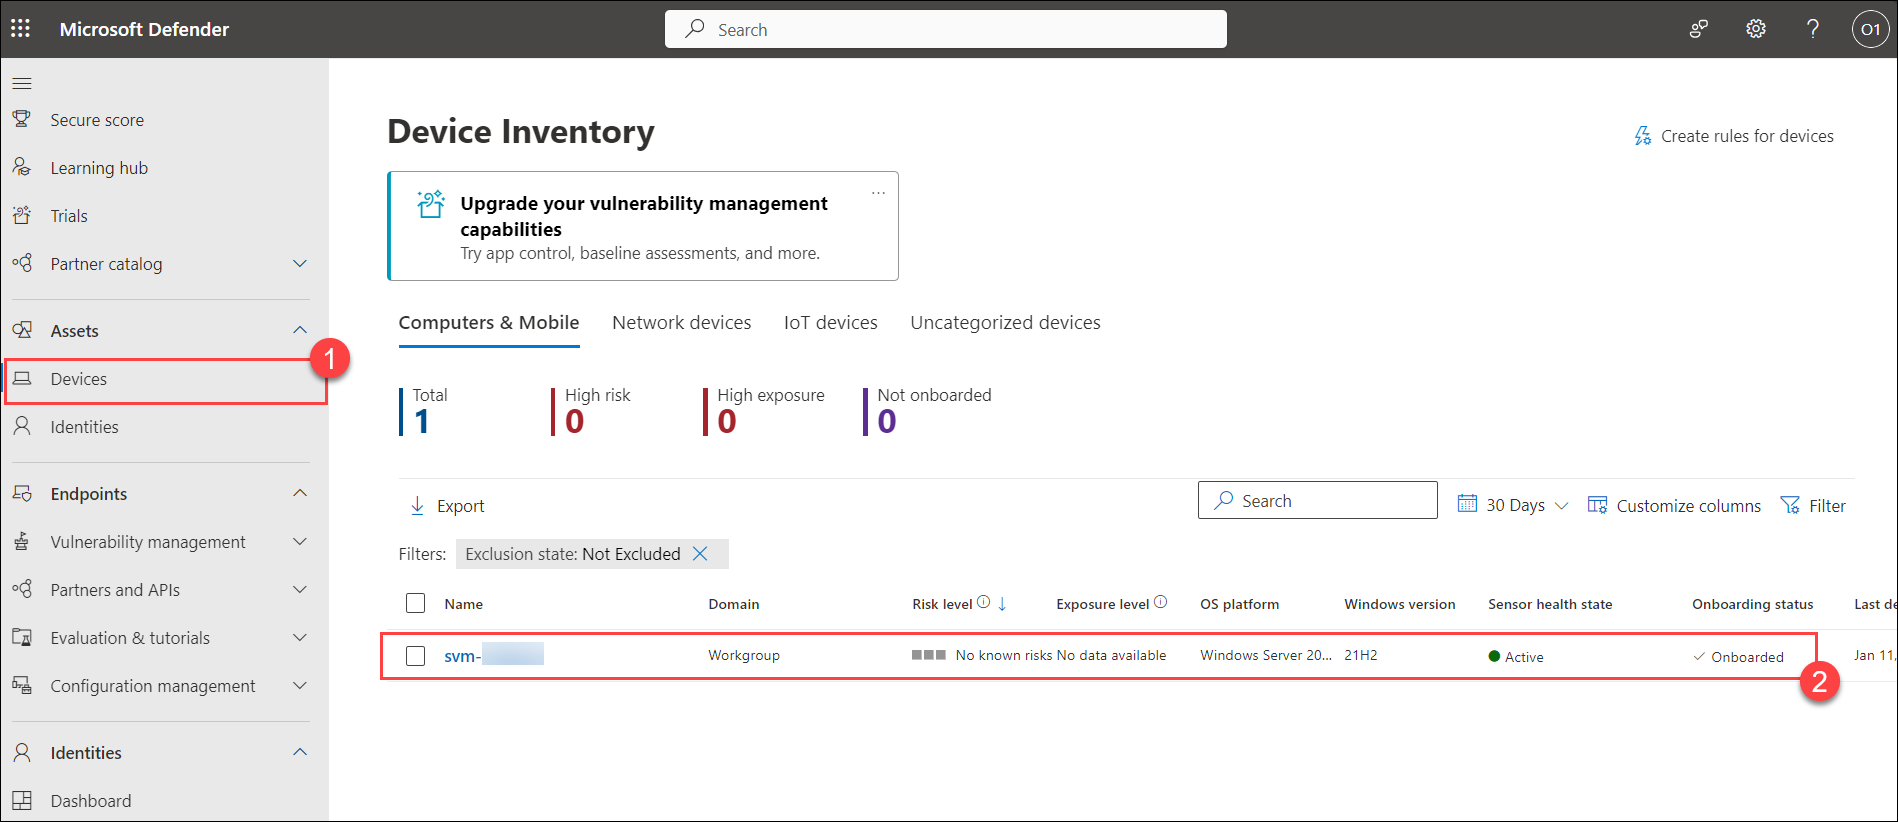 Microsoft Defender
Search
O1
Secure score
Learning hub
Trials
Partner catalog
Assets
Devices
Identities
Endpoints
Vulnerability management
Partners and APIs
Evaluation & tutorials
Configuration management
Identities
Dashboard
1
Device Inventory
Create rules for devices
Upgrade your vulnerability management
capabilities
Try app control, baseline assessments, and more.
Computers & Mobile Network devices IoT devices Uncategorized devices
Total High risk High exposure Not onboarded
1 0 0 0
Export Search 30 Days Customize columns Filter
Filters: Exclusion state: Not Excluded
Name Domain Risk level Exposure level OS platform Windows version Sensor health state Onboarding status Last de
svm- Workgroup No known risks No data available Windows Server 20... 21H2 Active Onboarded Jan 11,
2